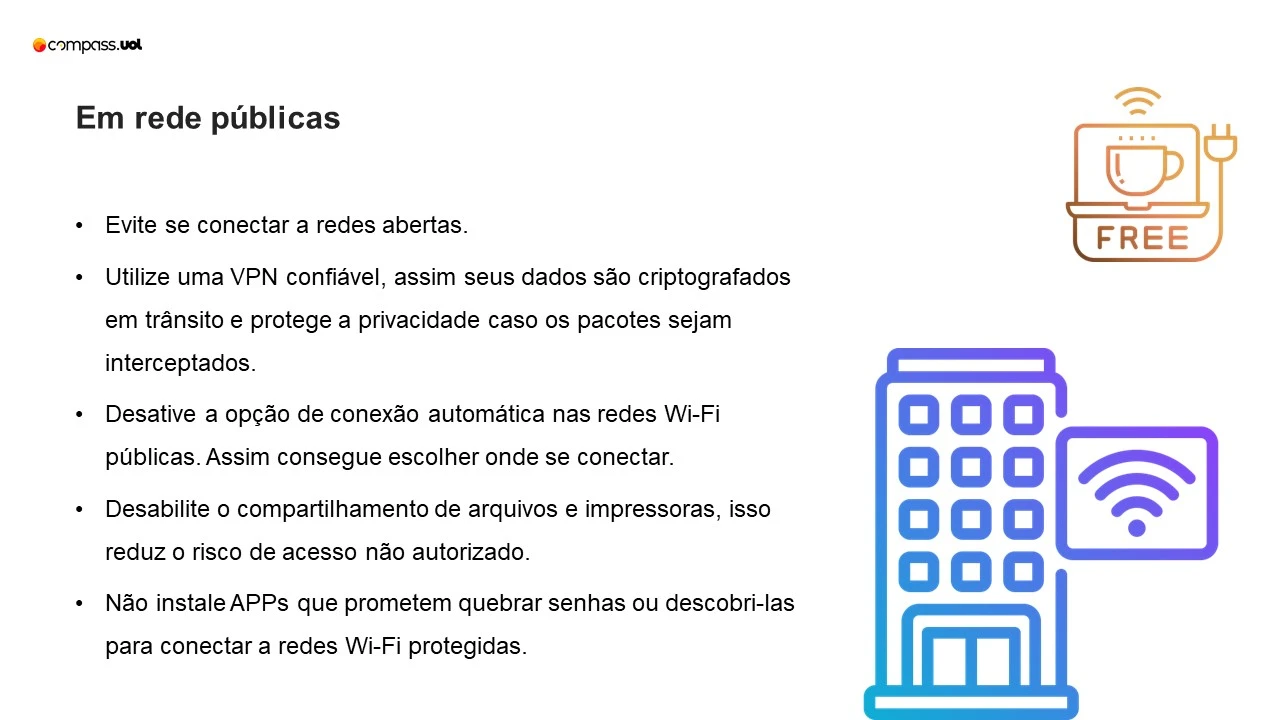 compass.uol
Em rede públicas
FREE
• Evite se conectar a redes abertas.
• Utilize uma VPN confiável, assim seus dados são criptografados
em trânsito e protege a privacidade caso os pacotes sejam
interceptados.
• Desative a opção de conexão automática nas redes Wi-Fi
públicas. Assim consegue escolher onde se conectar.
• Desabilite o compartilhamento de arquivos e impressoras, isso
reduz o risco de acesso não autorizado.
• Não instale APPs que prometem quebrar senhas ou descobri-las
para conectar a redes Wi-Fi protegidas.